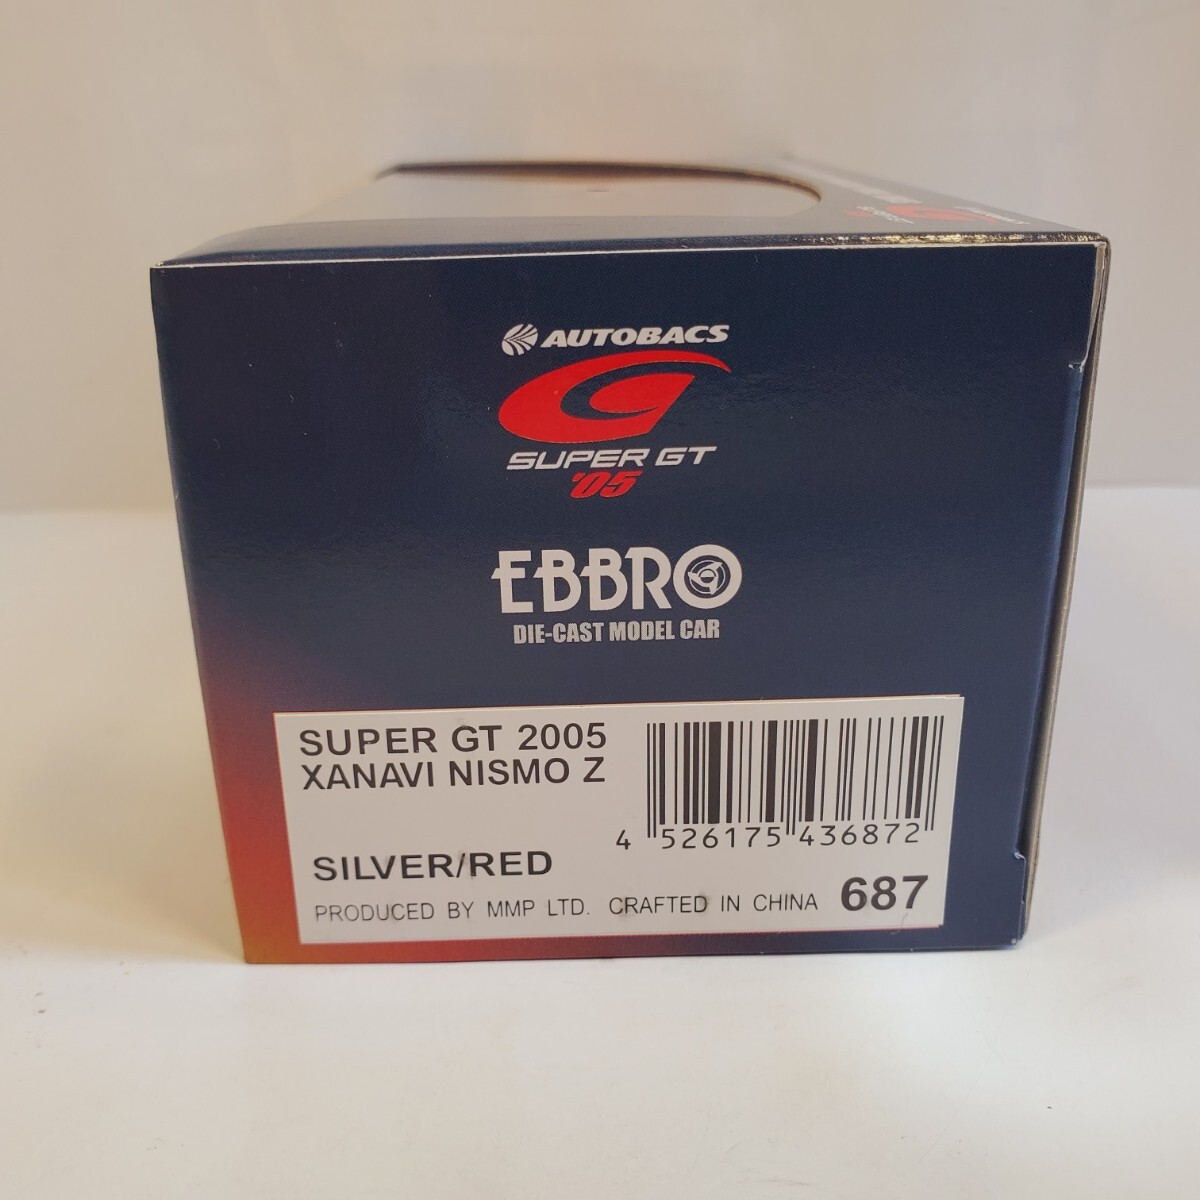 AUTOBACS
SUPER GT
'05
EBBRO
DIE-CAST MODEL CAR
SUPER GT 2005
XANAVI NISMO Z
4 526175 436872
SILVER/RED
PRODUCED BY MMP LTD. CRAFTED IN CHINA 687